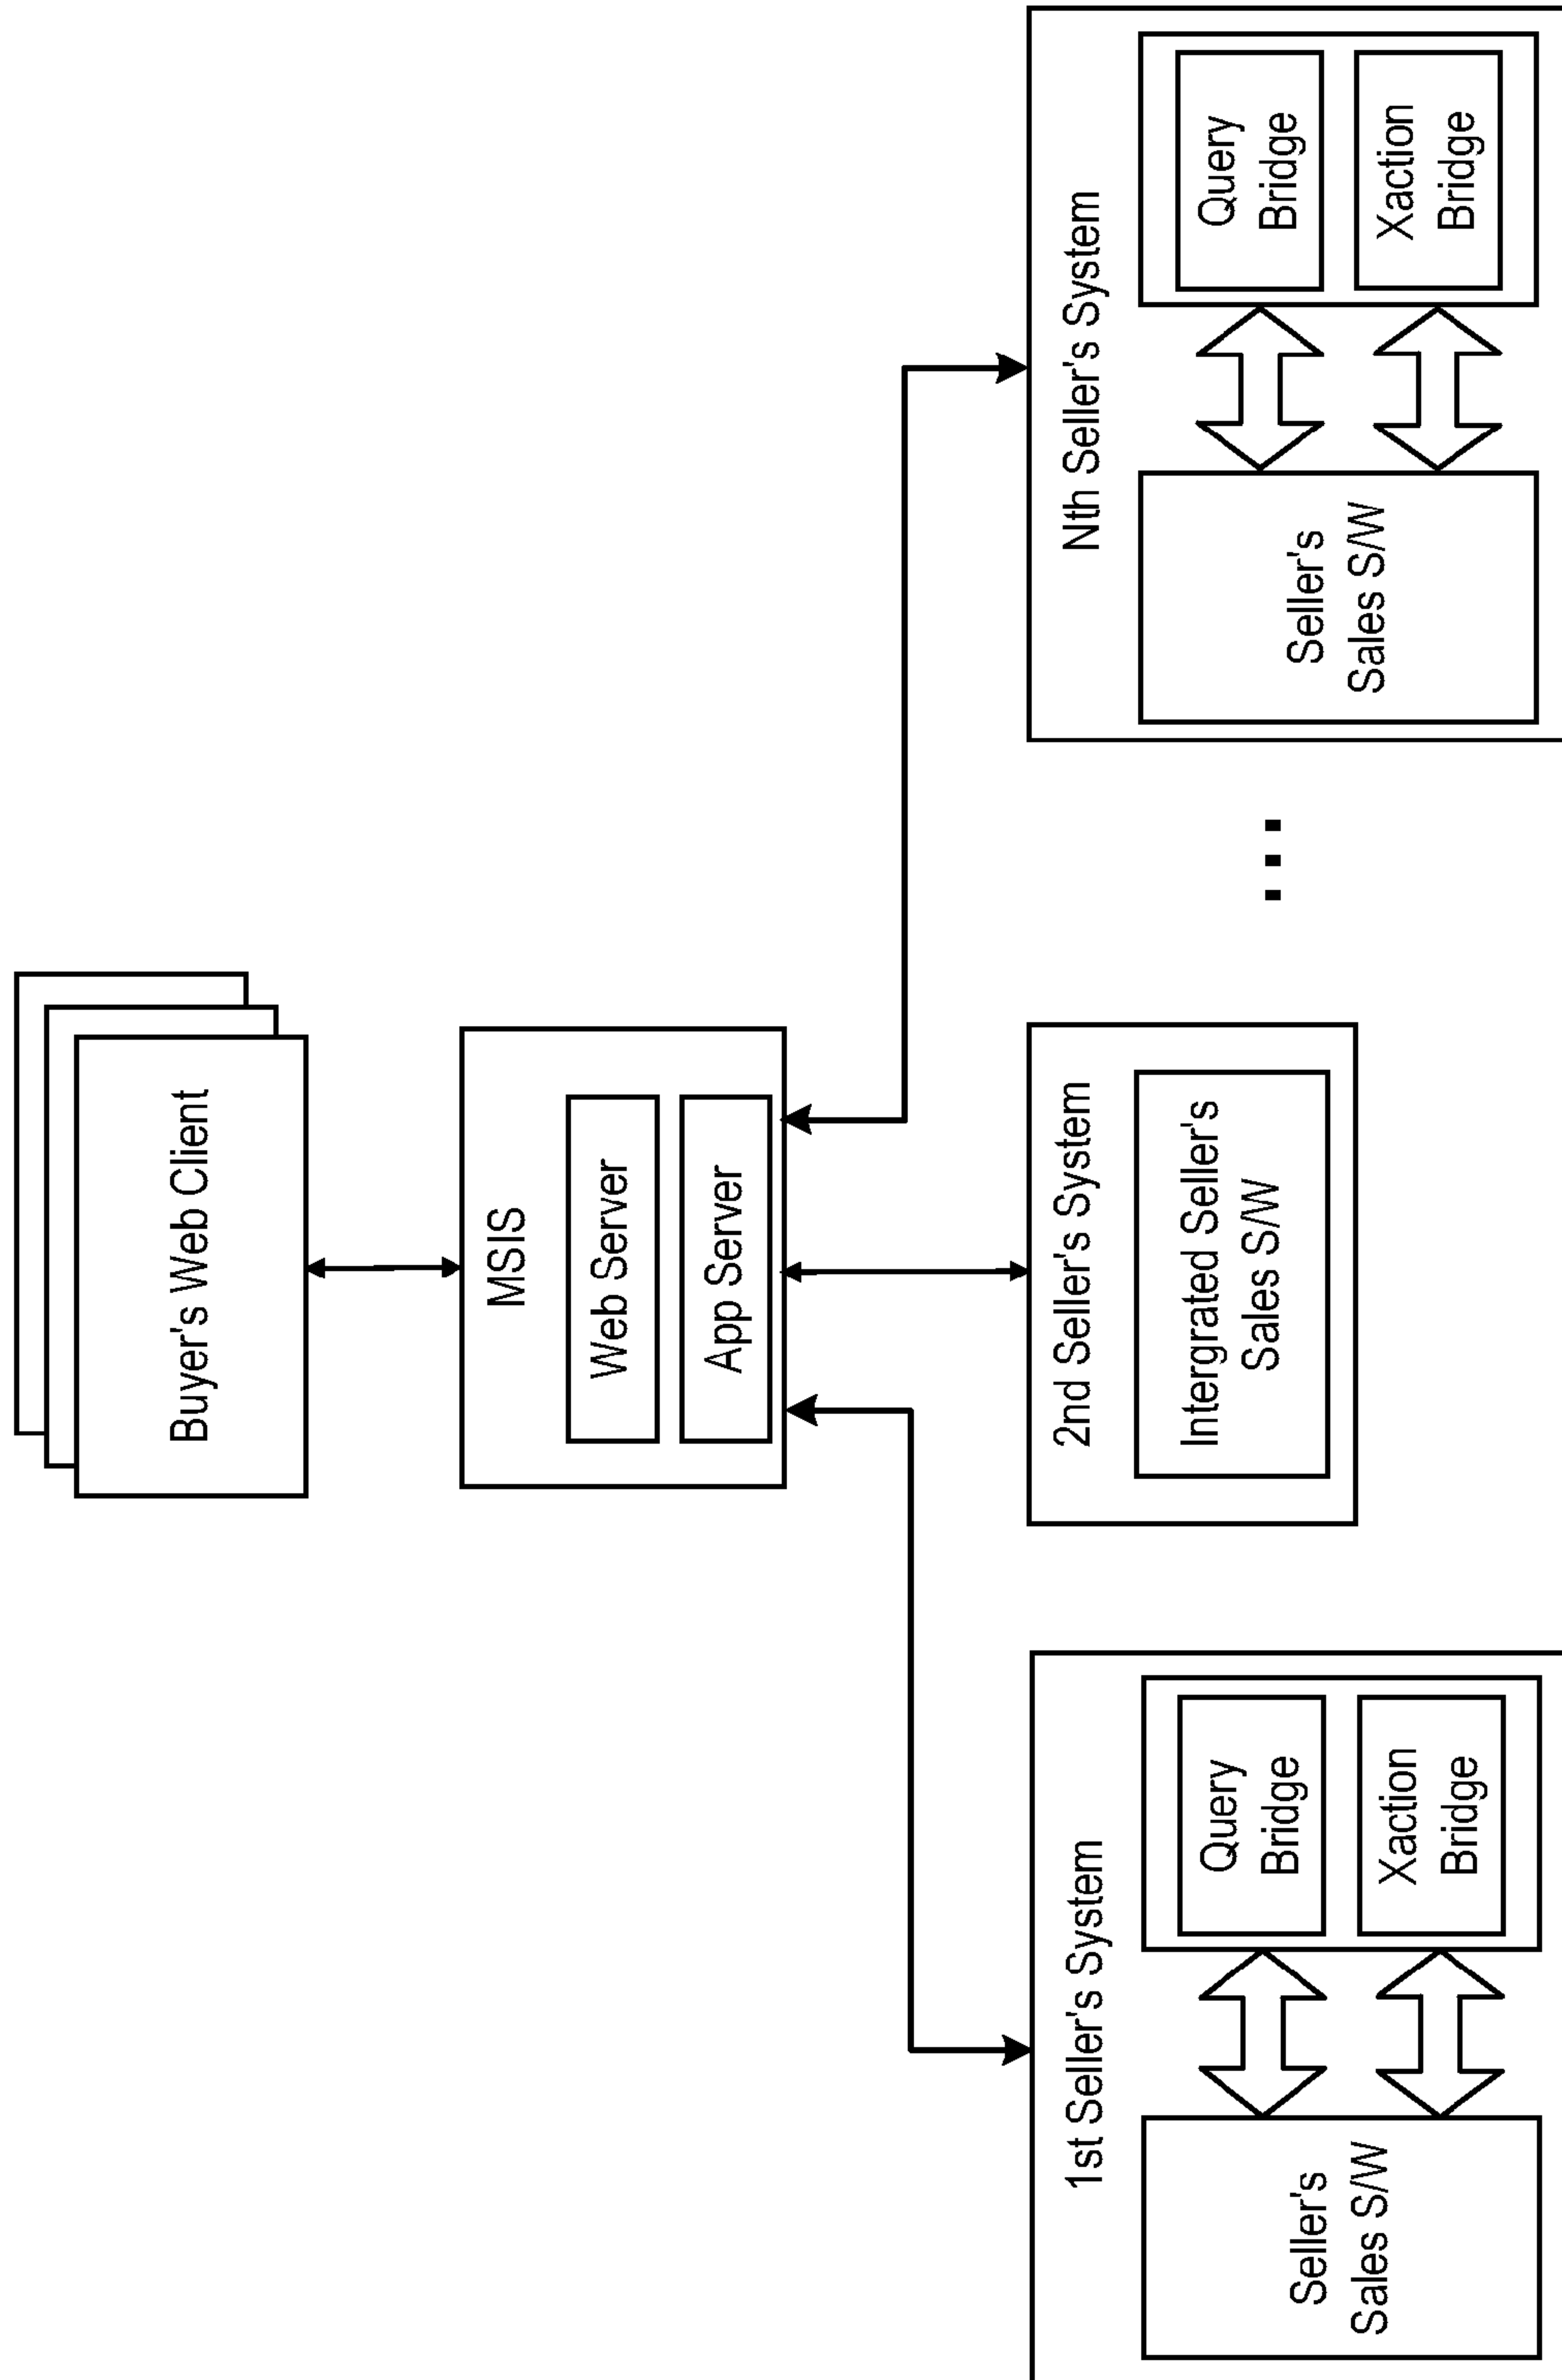 Buyer's Web Client
MSIS
Web Server
App Server
1st Seller's System
Seller's
Sales S/W
Query
Bridge
Xaction
Bridge
2nd Seller's System
Intergrated Seller's
Sales S/W
...
Nth Seller's System
Seller's
Sales S/W
Query
Bridge
Xaction
Bridge